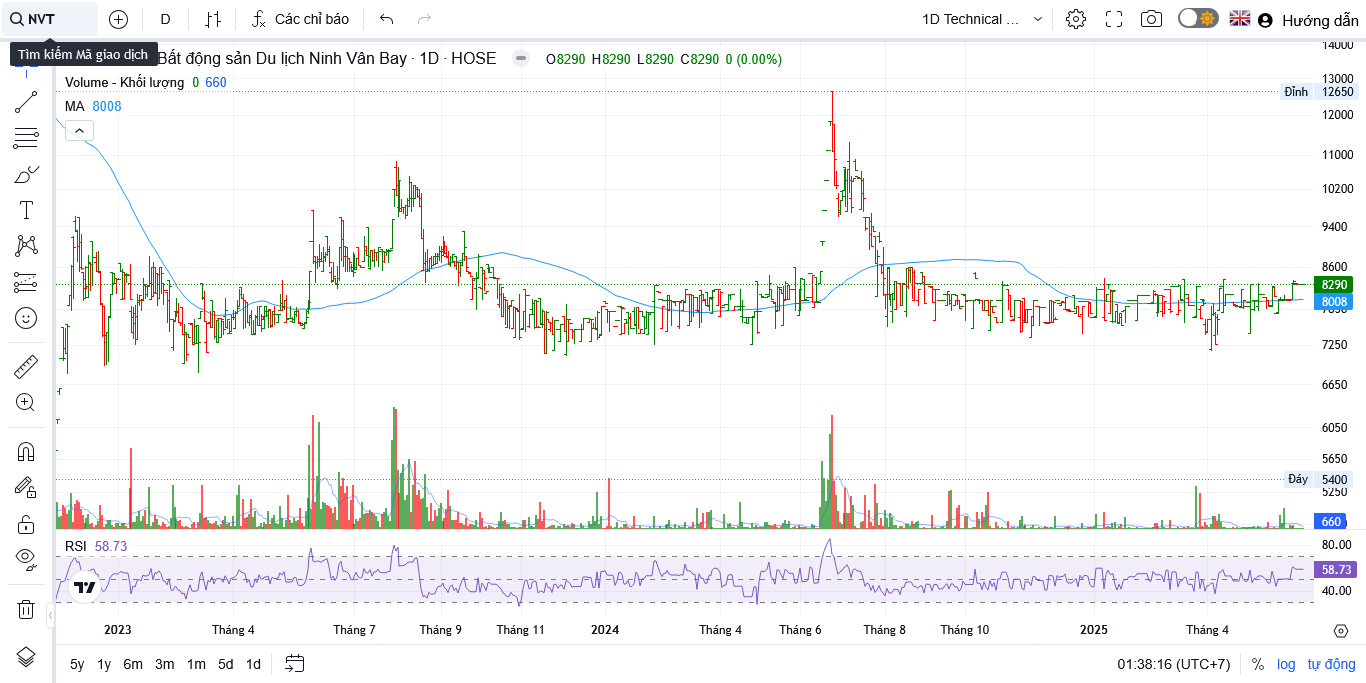 NVT
D
Các chỉ báo
1D Technical ...
Hướng dẫn
Tìm kiếm Mã giao dịch
Bất động sản Du lịch Ninh Vân Bay · 1D · HOSE
O8290 H8290 L8290 C8290 0 (0.00%)
Volume - Khối lượng 0 660
MA 8008
14000
13000
Đỉnh 12650
12000
11000
10200
9400
8600
8290
8008
7850
7250
6650
6050
5650
Đáy 5400
5250
660
RSI 58.73
80.00
58.73
40.00
2023 Tháng 4 Tháng 7 Tháng 9 Tháng 11 2024 Tháng 4 Tháng 6 Tháng 8 Tháng 10 2025 Tháng 4
5y 1y 6m 3m 1m 5d 1d
01:38:16 (UTC+7) % log tự động